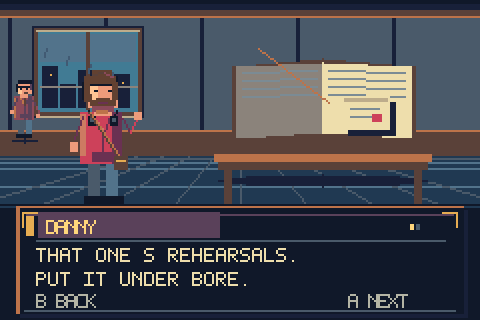 DANNY
THAT ONE S REHEARSALS.
PUT IT UNDER BORE.
B BACK
A NEXT